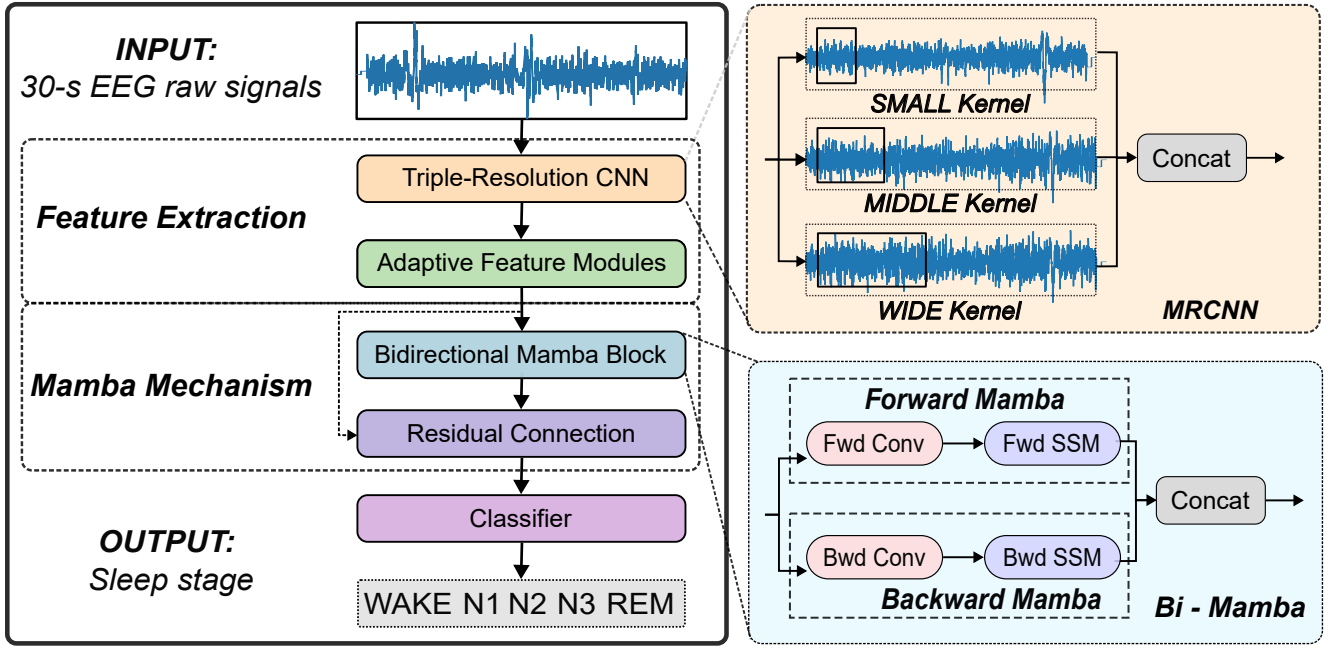 INPUT:
30-s EEG raw signals
Feature Extraction
Triple-Resolution CNN
Adaptive Feature Modules
Mamba Mechanism
Bidirectional Mamba Block
Residual Connection
Classifier
OUTPUT:
Sleep stage
WAKE N1 N2 N3 REM
SMALL Kernel
MIDDLE Kernel
WIDE Kernel
Concat
MRCNN
Forward Mamba
Fwd Conv
Fwd SSM
Bwd Conv
Bwd SSM
Backward Mamba
Concat
Bi - Mamba